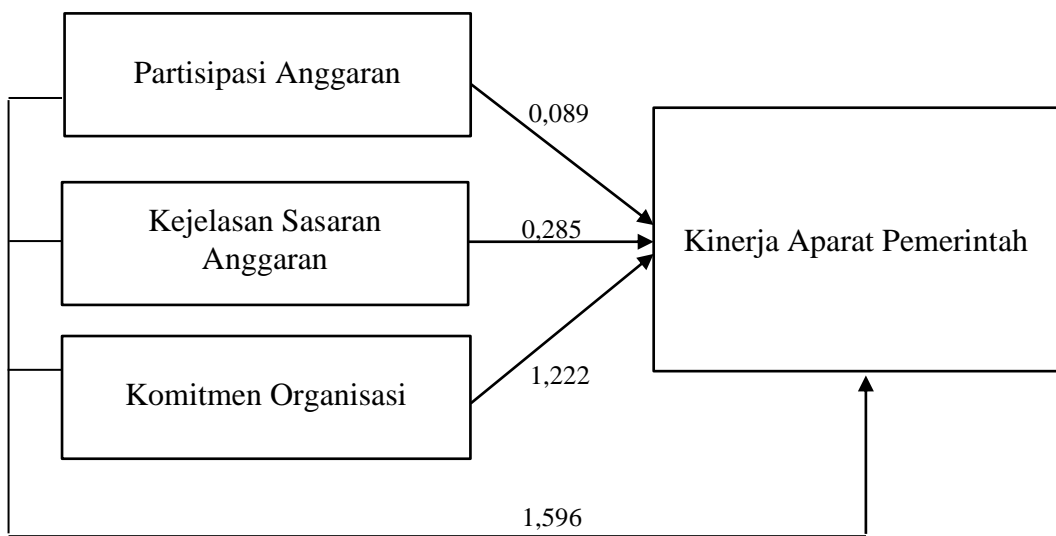 Partisipasi Anggaran
0,089
Kejelasan Sasaran
Anggaran
0,285
Kinerja Aparat Pemerintah
Komitmen Organisasi
1,222
1,596